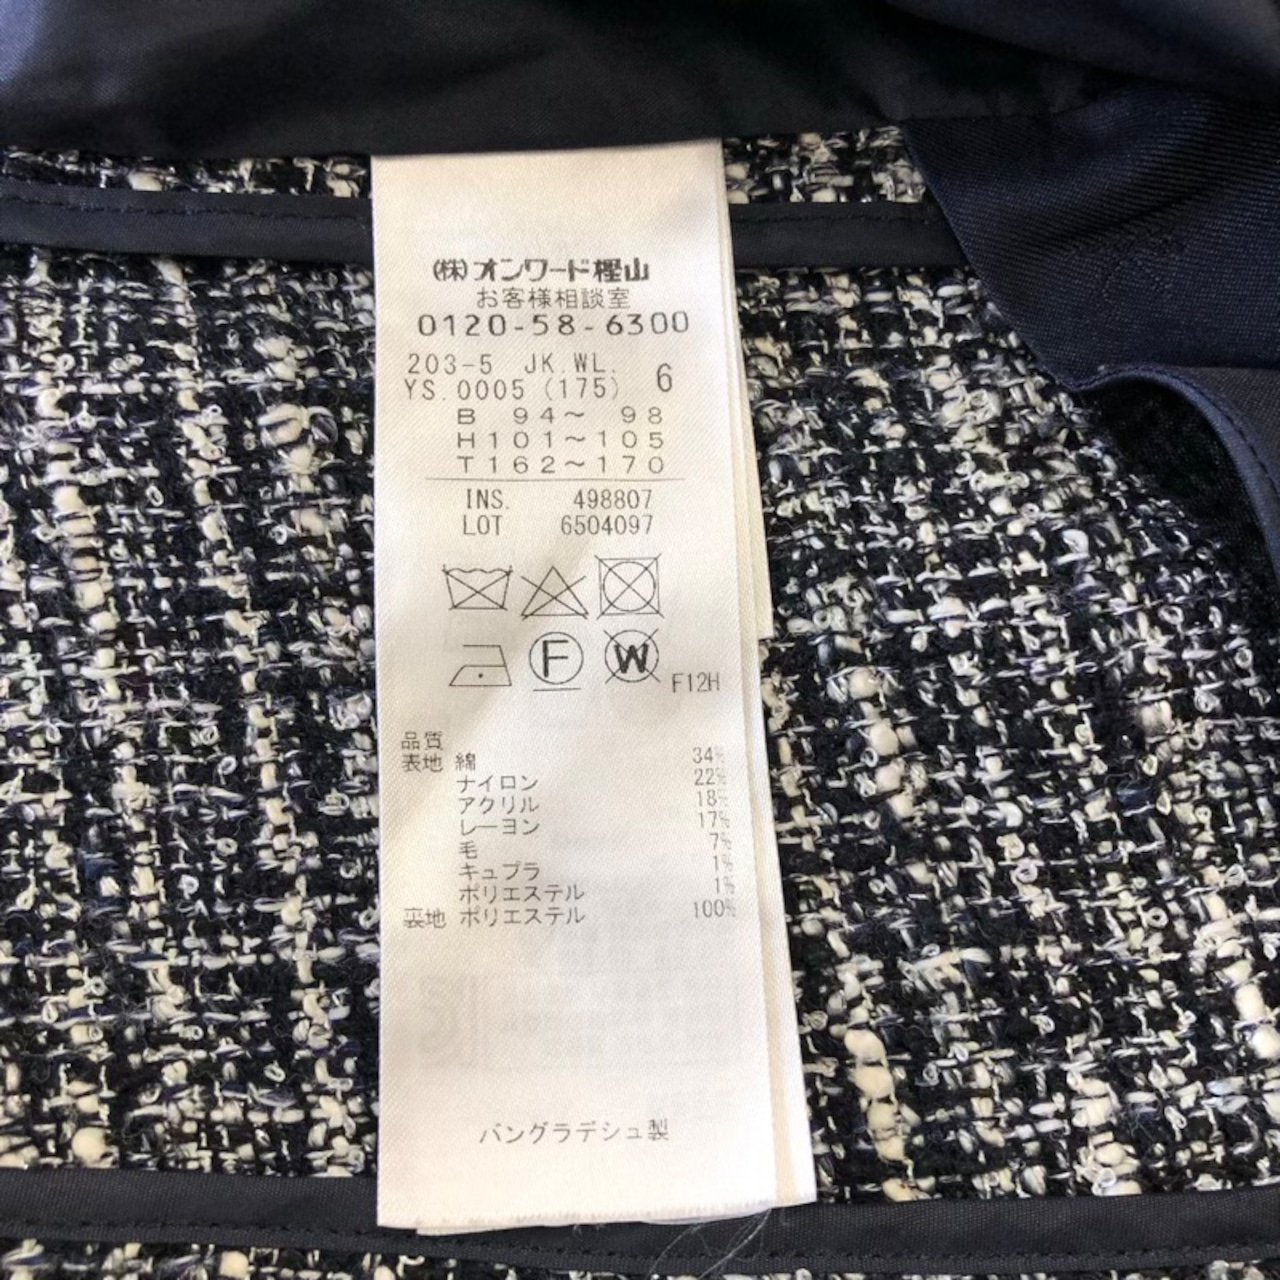 (株)オンワード樫山
お客様相談室
0120-58-6300
203-5 JK.WL.
YS.0005(175) 6
B 94～ 98
H101～105
T162～170
INS. 498807
LOT 6504097
F
W
F12H
品質
表地 綿 34%
ナイロン 22%
アクリル 18%
レーヨン 17%
毛 7%
キュプラ 1%
ポリエステル 1%
裏地 ポリエステル 100%
バングラデシュ製